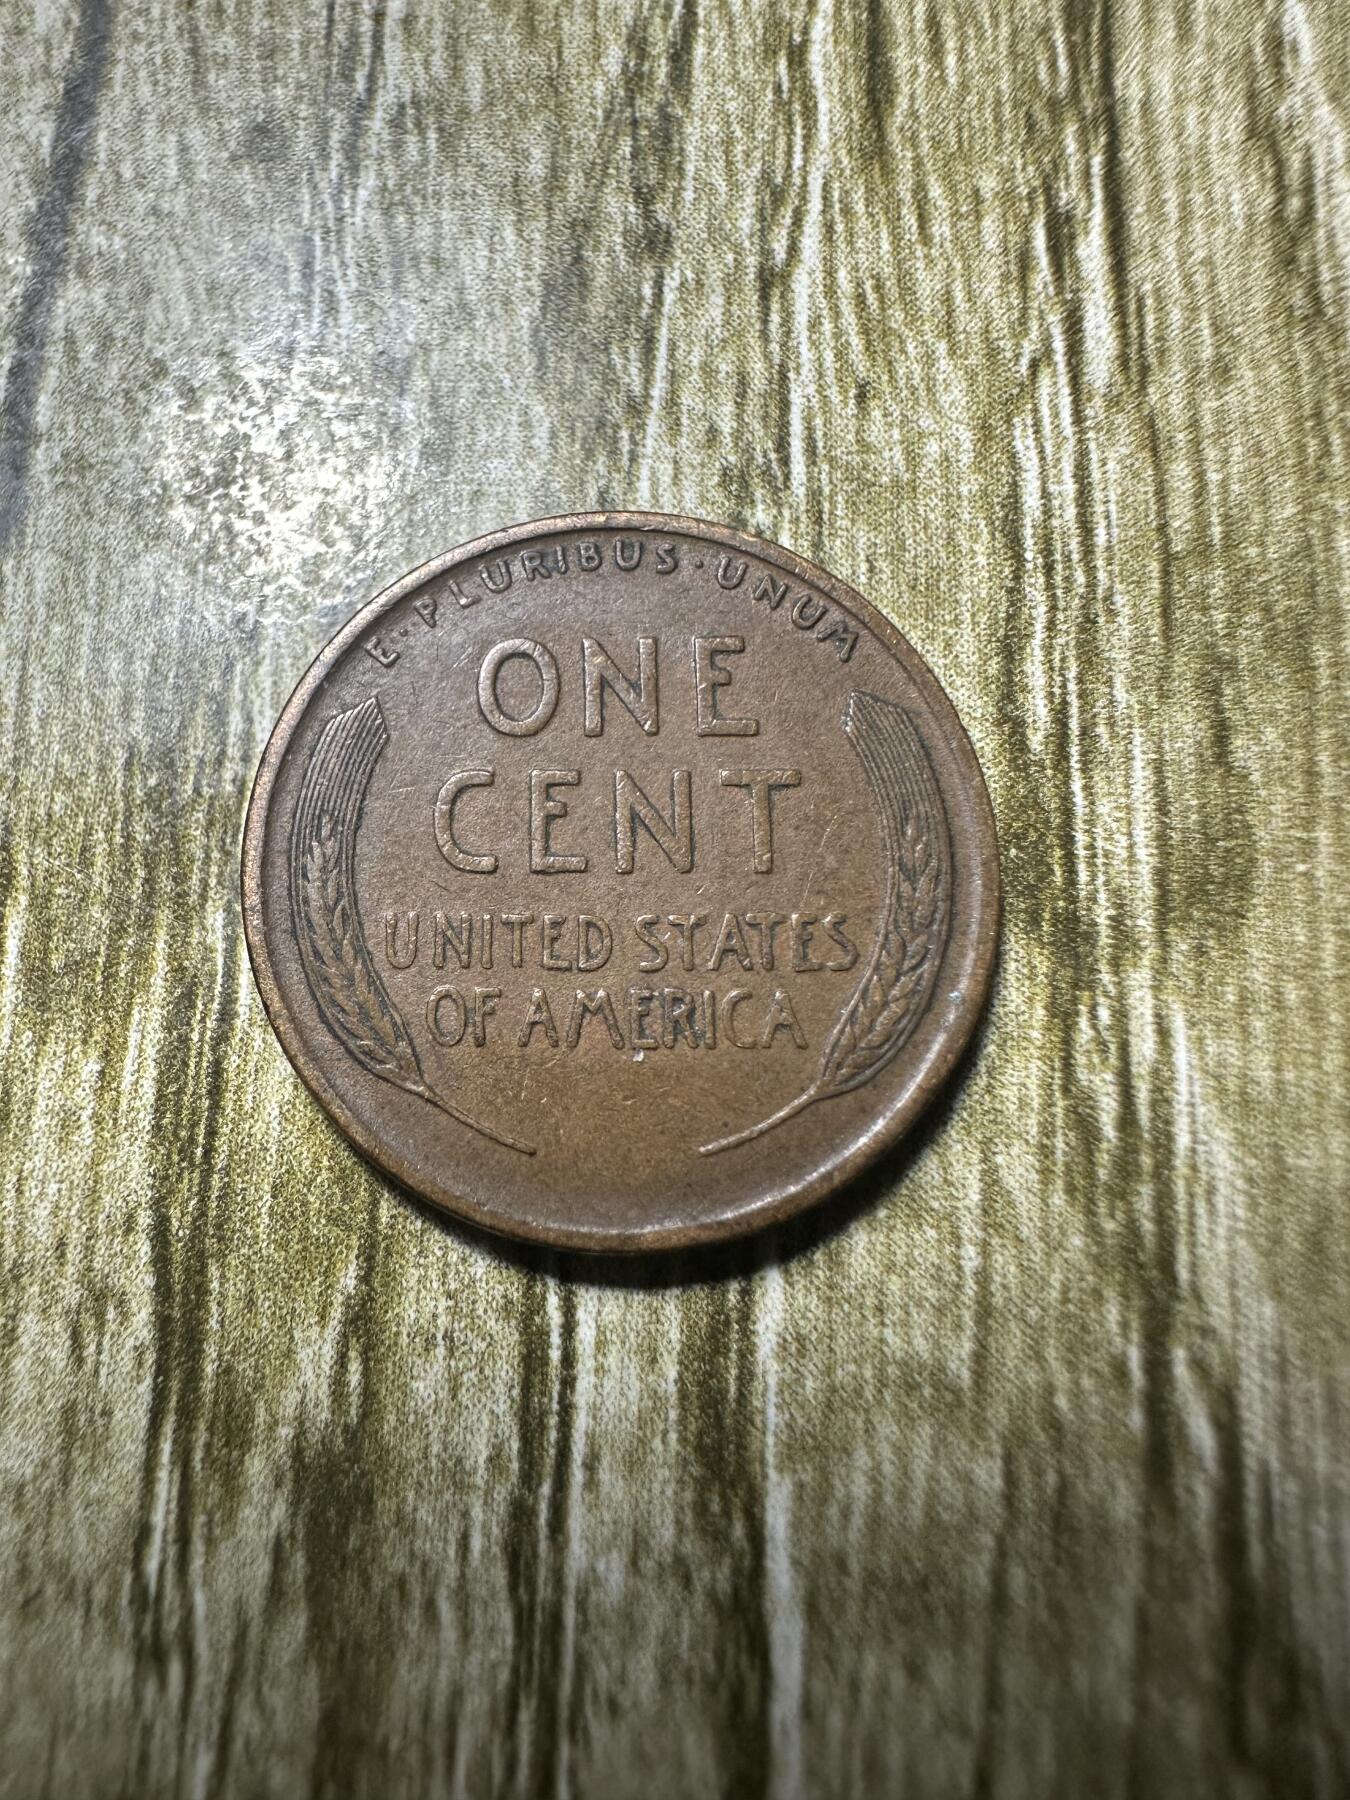 E · PLURIBUS · UNUM
ONE
CENT
UNITED STATES
OF AMERICA